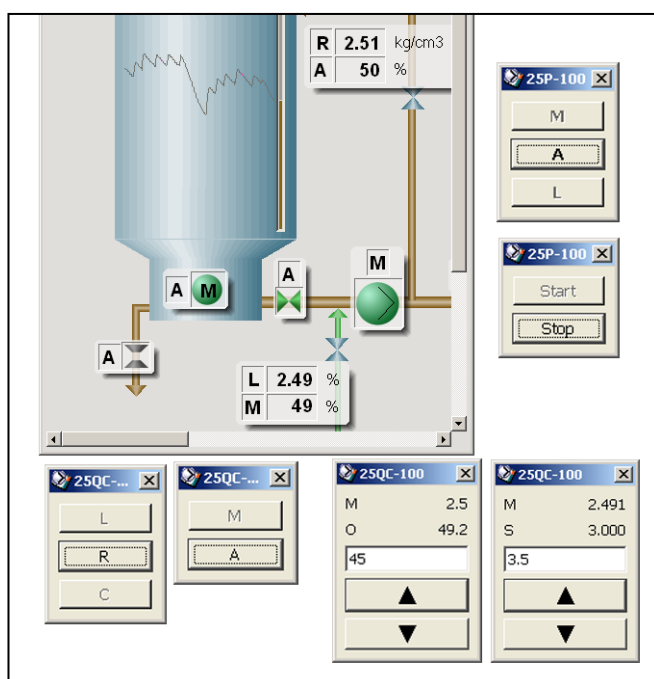 R 2.51 kg/cm3
A 50 %
25P-100
M
A
L
25P-100
Start
Stop
A M
A
M
A
L 2.49 %
M 49 %
25QC-...
L
R
C
25QC-...
M
A
25QC-100
M 2.5
O 49.2
45
25QC-100
M 2.491
S 3.000
3.5